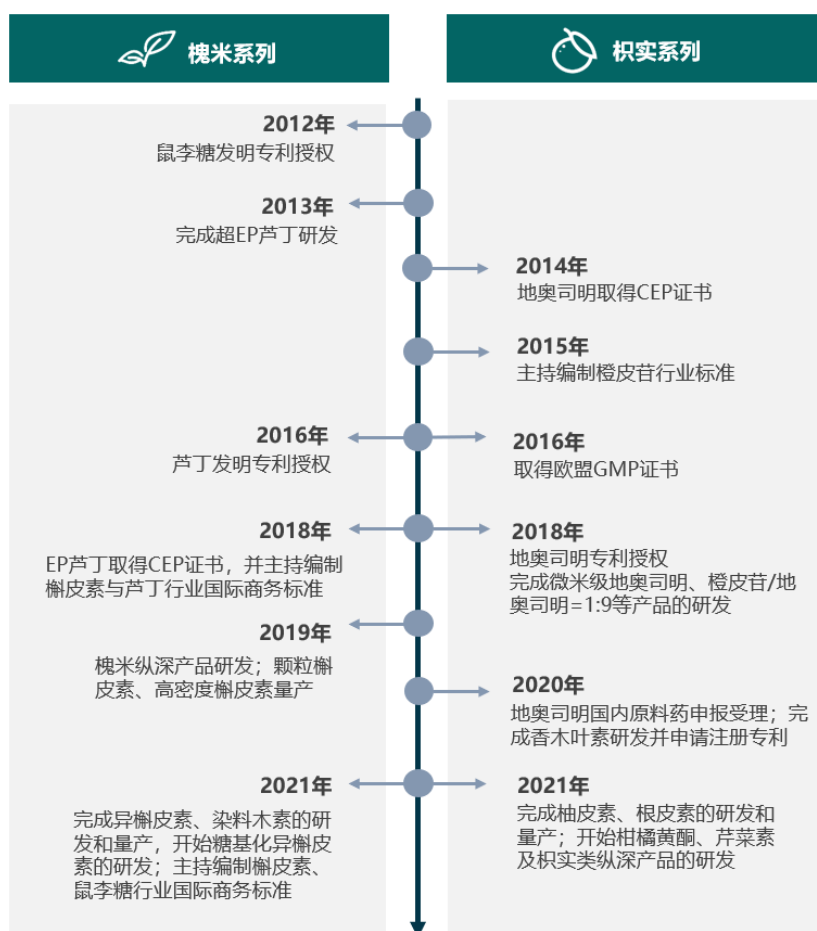 槐米系列
枳实系列
2012年
鼠李糖发明专利授权
2013年
完成超EP芦丁研发
2014年
地奥司明取得CEP证书
2015年
主持编制橙皮苷行业标准
2016年
芦丁发明专利授权
2016年
取得欧盟GMP证书
2018年
EP芦丁取得CEP证书，并主持编制
槲皮素与芦丁行业国际商务标准
2018年
地奥司明专利授权
完成微米级地奥司明、橙皮苷/地
奥司明=1:9等产品的研发
2019年
槐米纵深产品研发；颗粒槲
皮素、高密度槲皮素量产
2020年
地奥司明国内原料药申报受理；完
成香木叶素研发并申请注册专利
2021年
完成异槲皮素、染料木素的研
发和量产，开始糖基化异槲皮
素的研发；主持编制槲皮素、
鼠李糖行业国际商务标准
2021年
完成柚皮素、根皮素的研发和
量产；开始柑橘黄酮、芹菜素
及枳实类纵深产品的研发